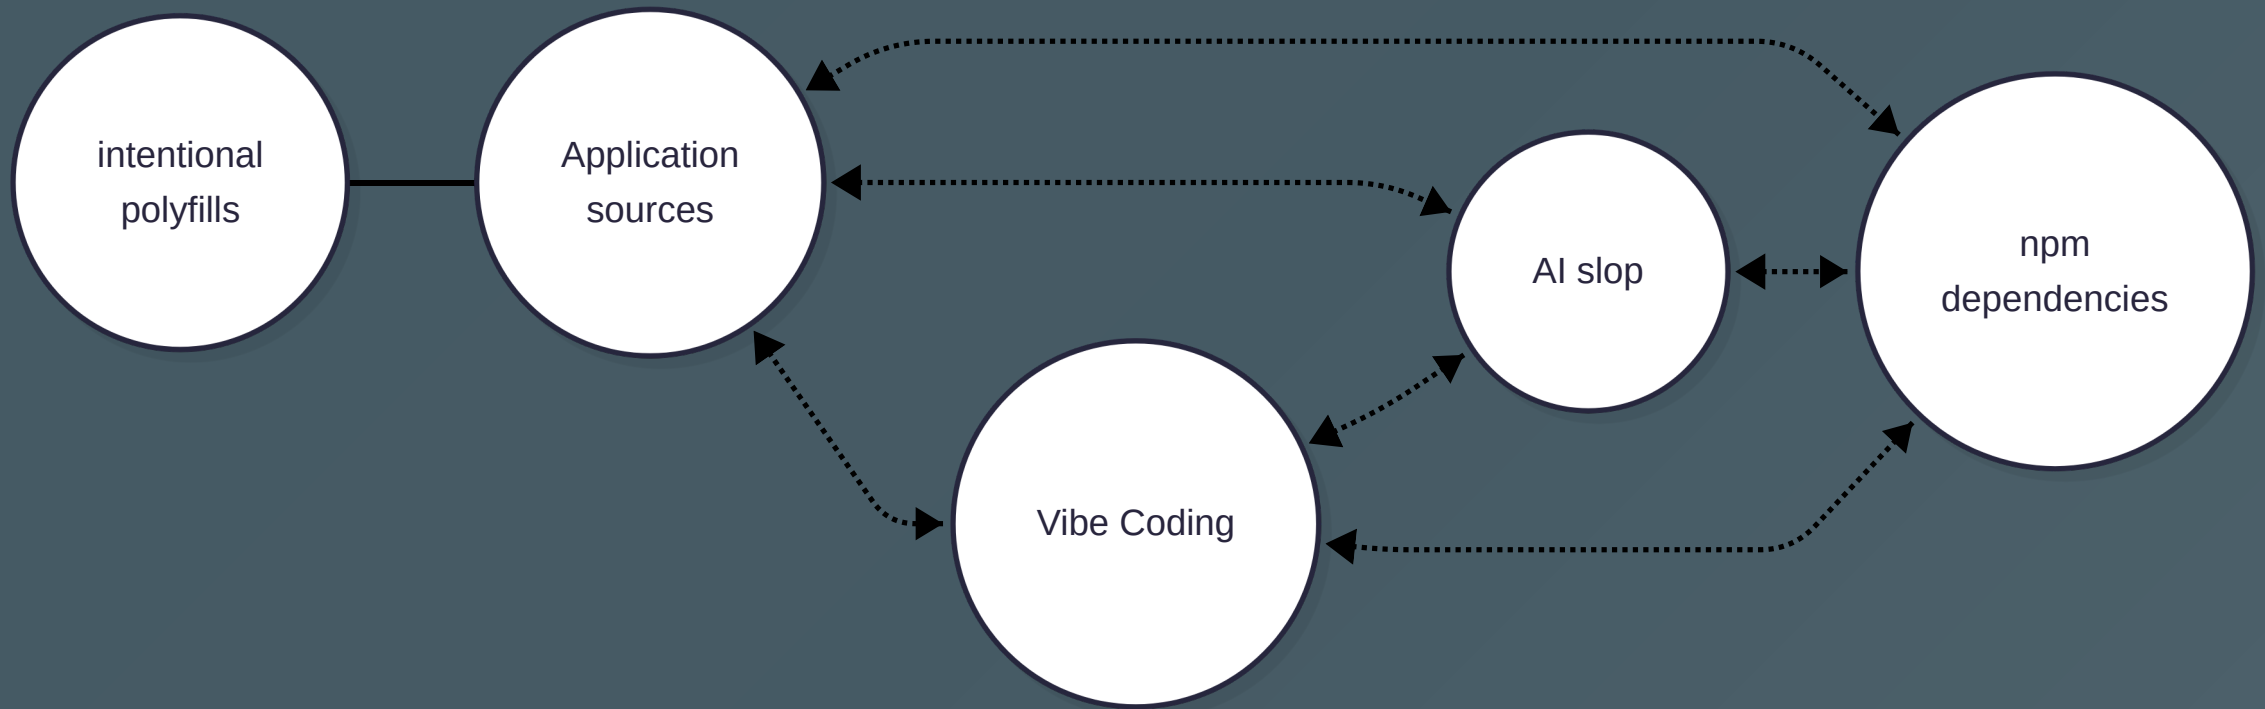 intentional
polyfills
Application
sources
AI slop
npm
dependencies
Vibe Coding